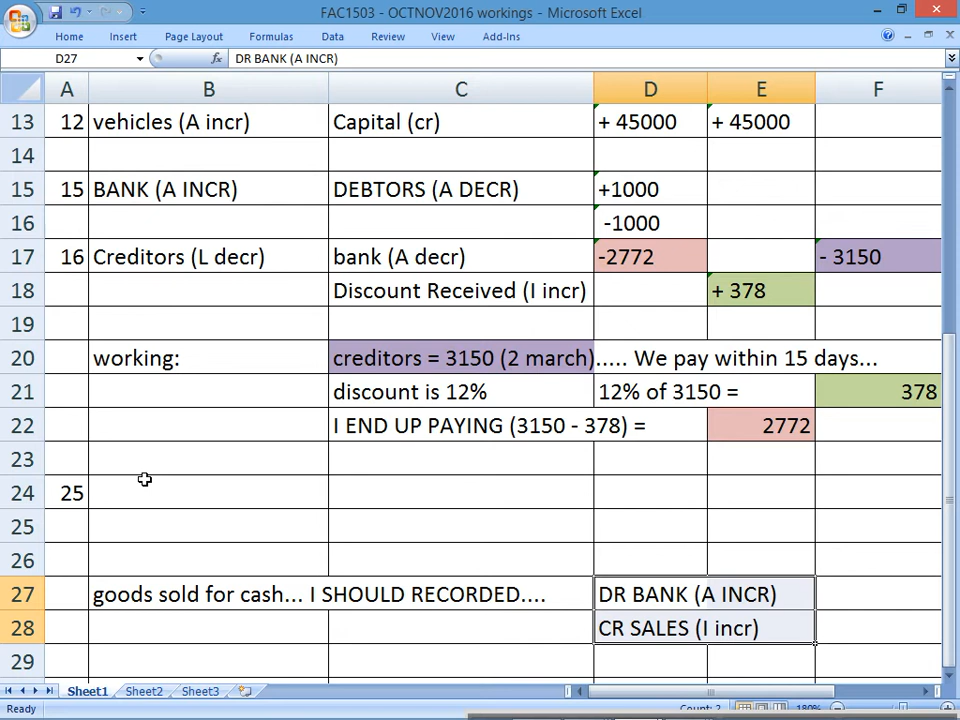 FAC1503 - OCTNOV2016 workings - Microsoft Excel
Home Insert Page Layout Formulas Data Review View Add-Ins
D27 fx DR BANK (A INCR)
A B C D E F
13 12 vehicles (A incr) Capital (cr) + 45000 + 45000
14
15 15 BANK (A INCR) DEBTORS (A DECR) +1000
16 -1000
17 16 Creditors (L decr) bank (A decr) -2772 - 3150
18 Discount Received (I incr) + 378
19
20 working: creditors = 3150 (2 march)..... We pay within 15 days...
21 discount is 12% 12% of 3150 = 378
22 I END UP PAYING (3150 - 378) = 2772
23
24 25
25
26
27 goods sold for cash... I SHOULD RECORDED.... DR BANK (A INCR)
28 CR SALES (I incr)
29
Sheet1 Sheet2 Sheet3
Ready Count: 2 180%